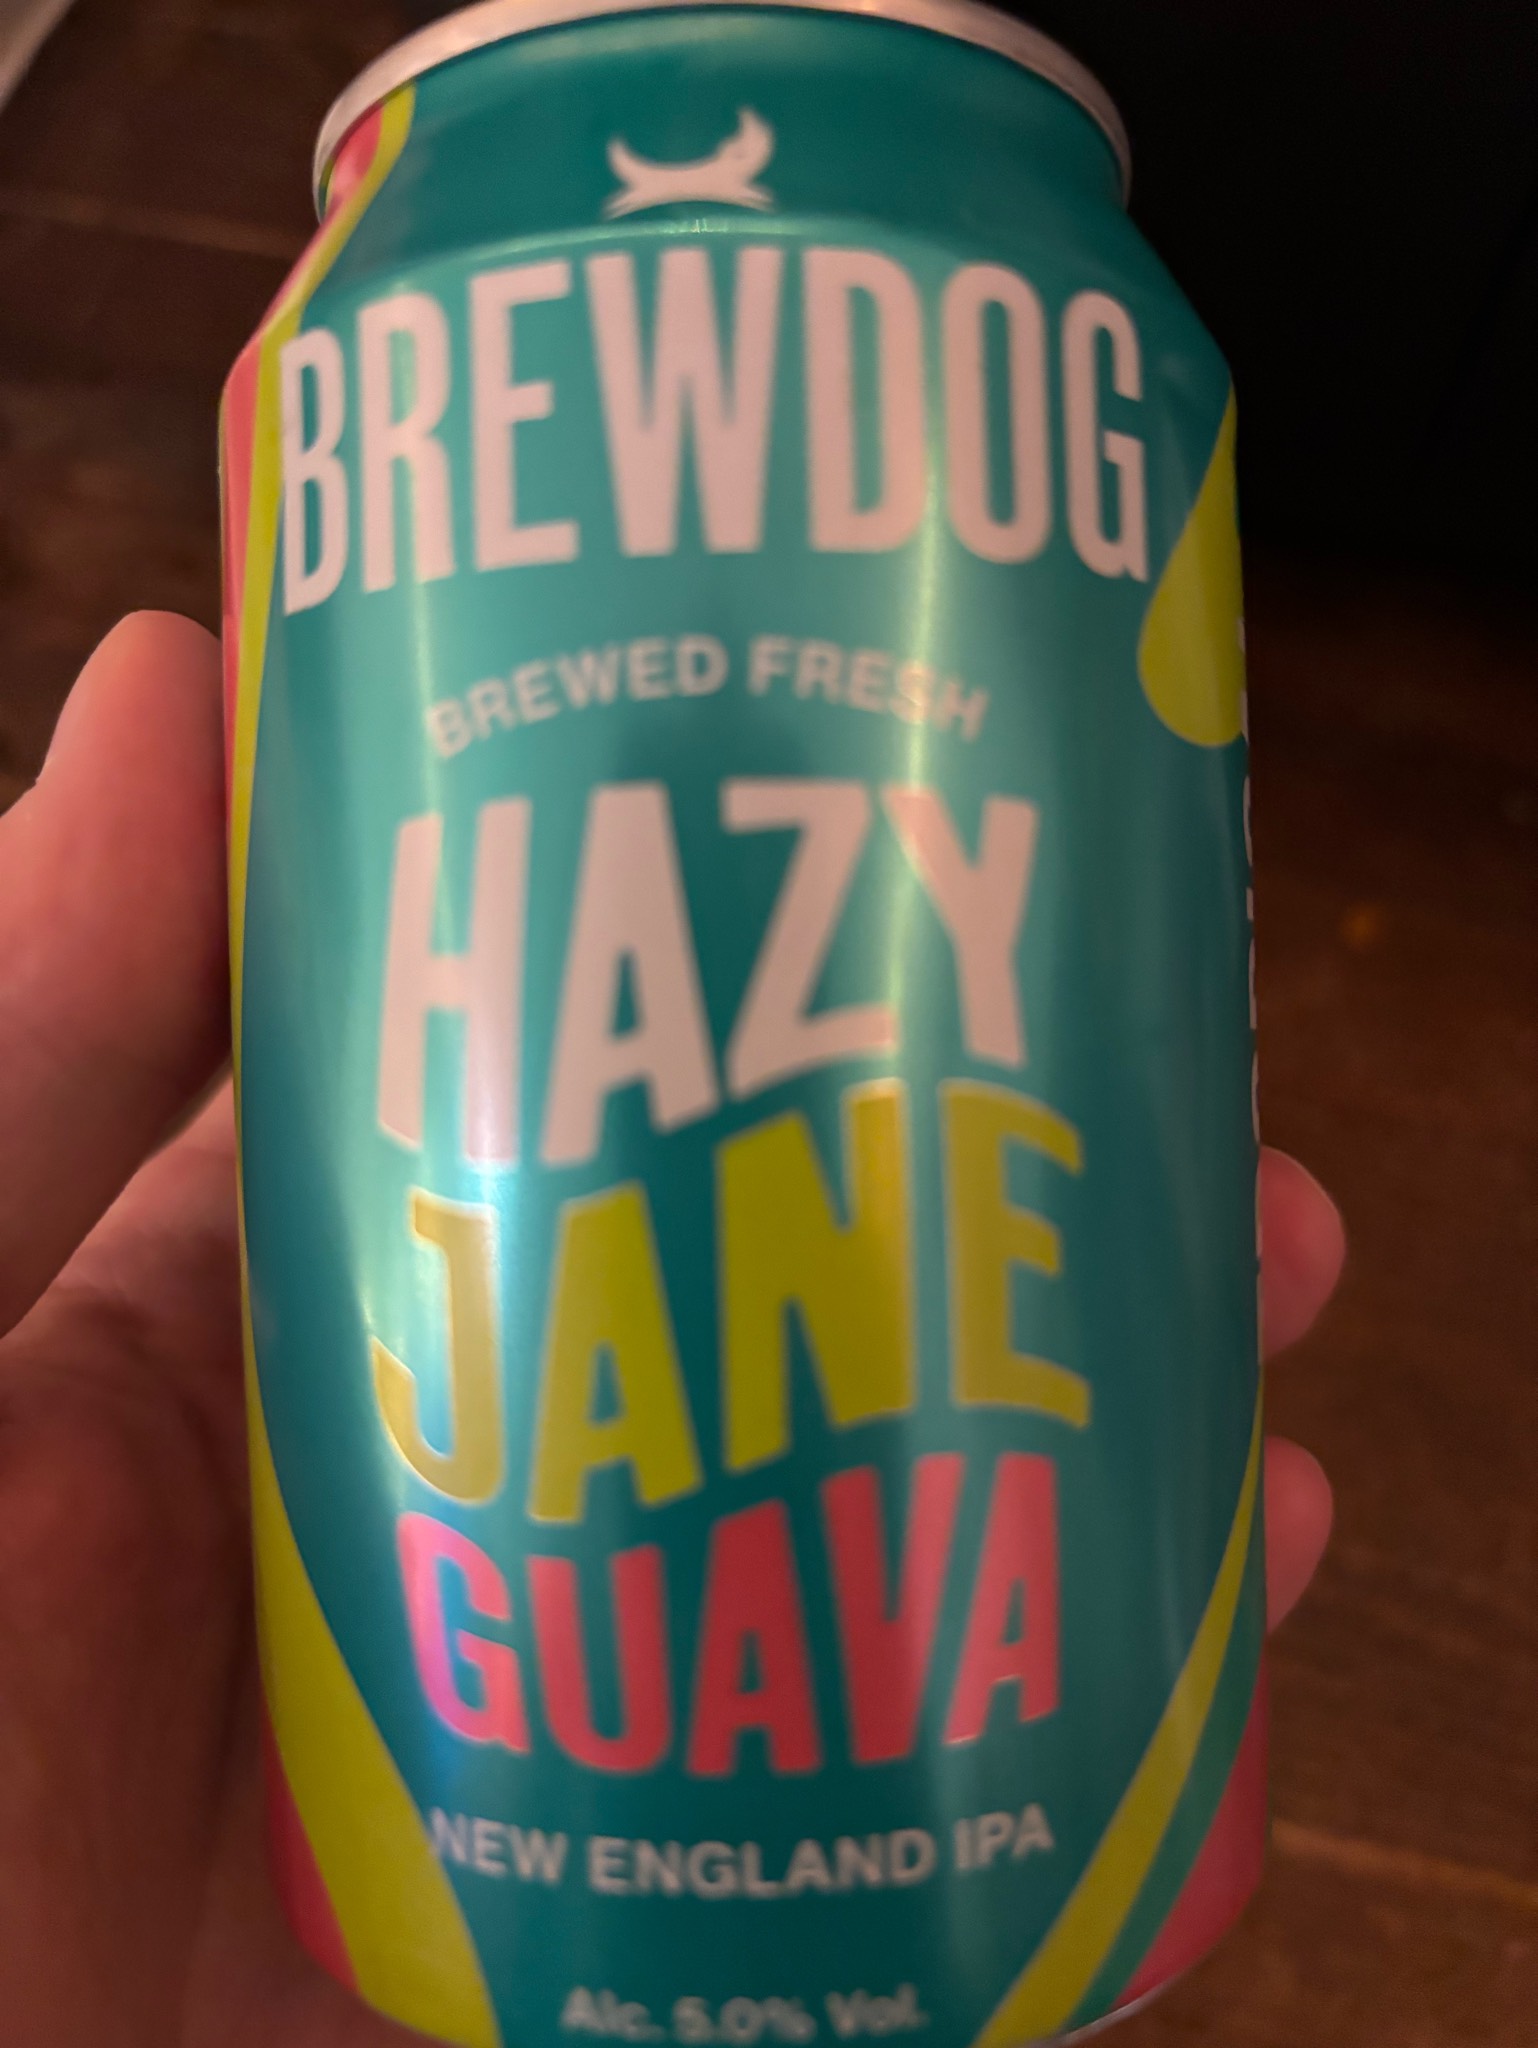 BREWDOG
BREWED FRESH
HAZY
JANE
GUAVA
NEW ENGLAND IPA
Alc. 5.0% Vol.